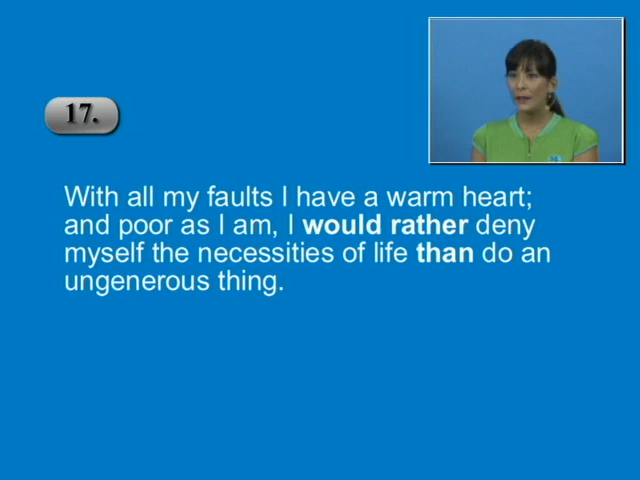 17.
With all my faults I have a warm heart;
and poor as I am, I would rather deny
myself the necessities of life than do an
ungenerous thing.